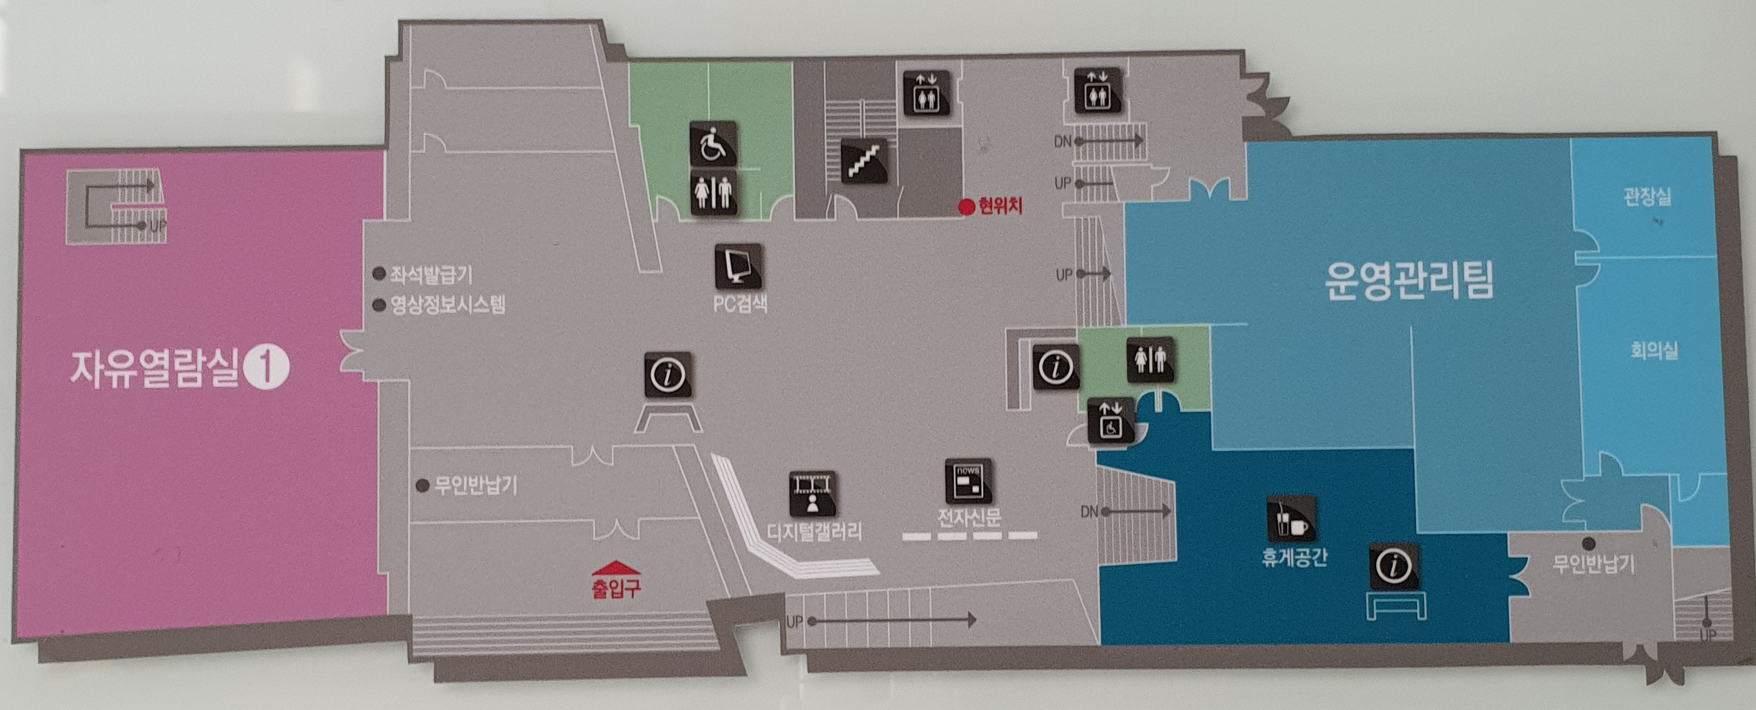 DN
UP
관장실
현위치
UP
좌석발급기
영상정보시스템
PC검색
UP
운영관리팀
자유열람실 1
회의실
무인반납기
news
디지털갤러리
전자신문
DN
휴게공간
무인반납기
출입구
UP
UP